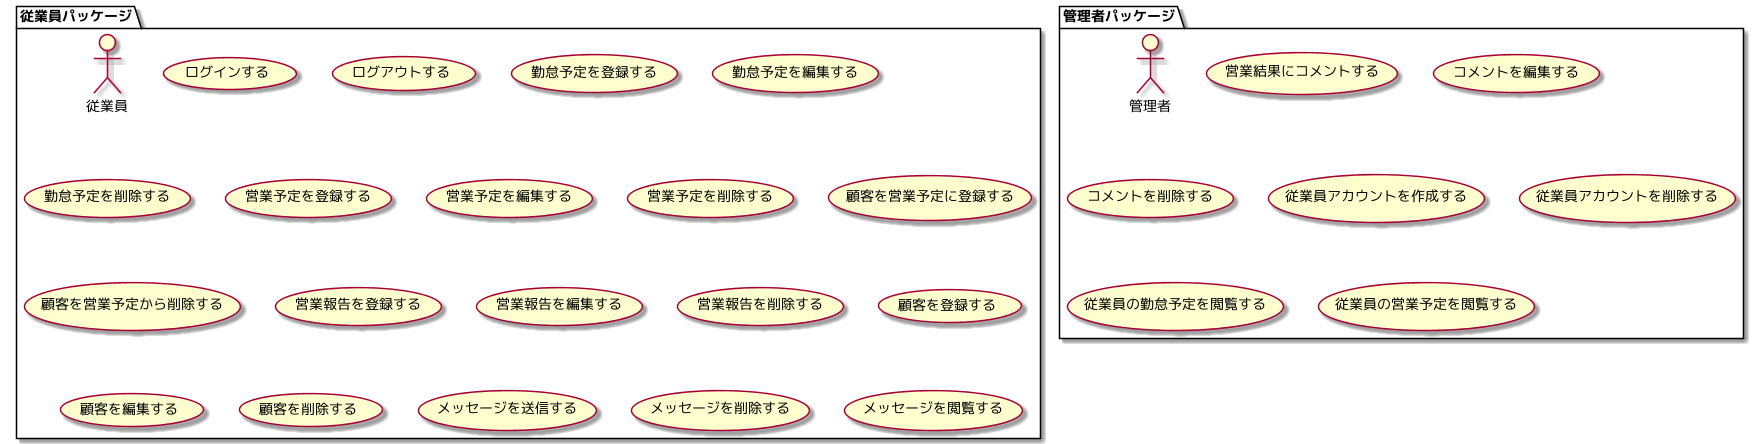 従業員パッケージ
従業員
ログインする
ログアウトする
勤怠予定を登録する
勤怠予定を編集する
勤怠予定を削除する
営業予定を登録する
営業予定を編集する
営業予定を削除する
顧客を営業予定に登録する
顧客を営業予定から削除する
営業報告を登録する
営業報告を編集する
営業報告を削除する
顧客を登録する
顧客を編集する
顧客を削除する
メッセージを送信する
メッセージを削除する
メッセージを閲覧する
管理者パッケージ
管理者
営業結果にコメントする
コメントを編集する
コメントを削除する
従業員アカウントを作成する
従業員アカウントを削除する
従業員の勤怠予定を閲覧する
従業員の営業予定を閲覧する